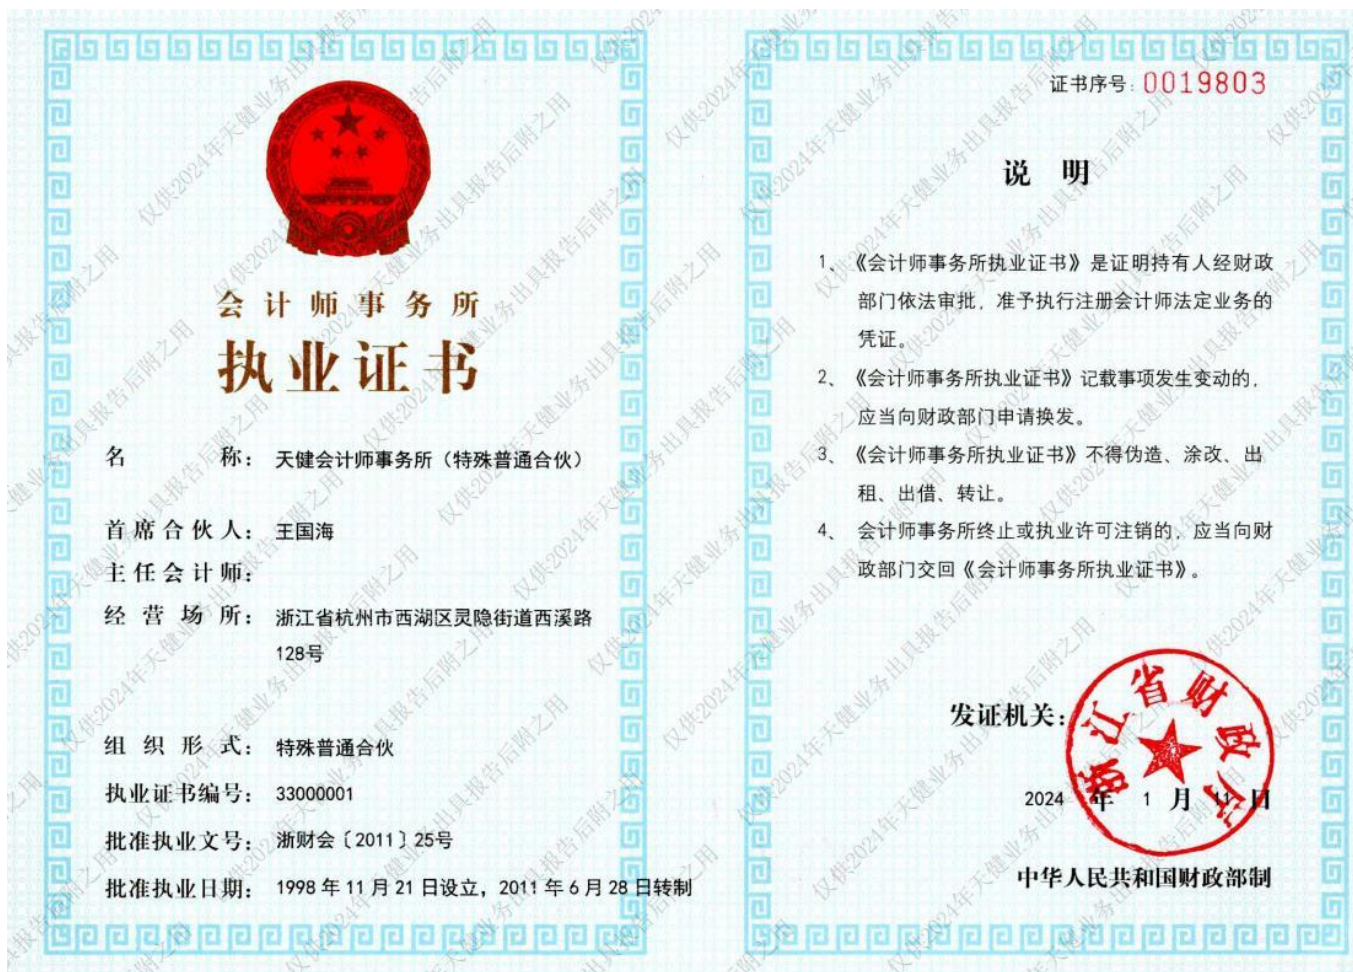 会计师事务所
执业证书
名称：天健会计师事务所（特殊普通合伙）
首席合伙人：王国海
主任会计师：
经营场所：浙江省杭州市西湖区灵隐街道西溪路
128号
组织形式：特殊普通合伙
执业证书编号：33000001
批准执业文号：浙财会〔2011〕25号
批准执业日期：1998年11月21日设立，2011年6月28日转制
证书序号：0019803
说明
1、《会计师事务所执业证书》是证明持有人经财政
部门依法审批，准予执行注册会计师法定业务的
凭证。
2、《会计师事务所执业证书》记载事项发生变动的，
应当向财政部门申请换发。
3、《会计师事务所执业证书》不得伪造、涂改、出
租、出借、转让。
4、会计师事务所终止或执业许可注销的，应当向财
政部门交回《会计师事务所执业证书》。
发证机关：
浙江省财政厅
2024年1月11日
中华人民共和国财政部制
仅供2024年天健业务出具报告后附之用